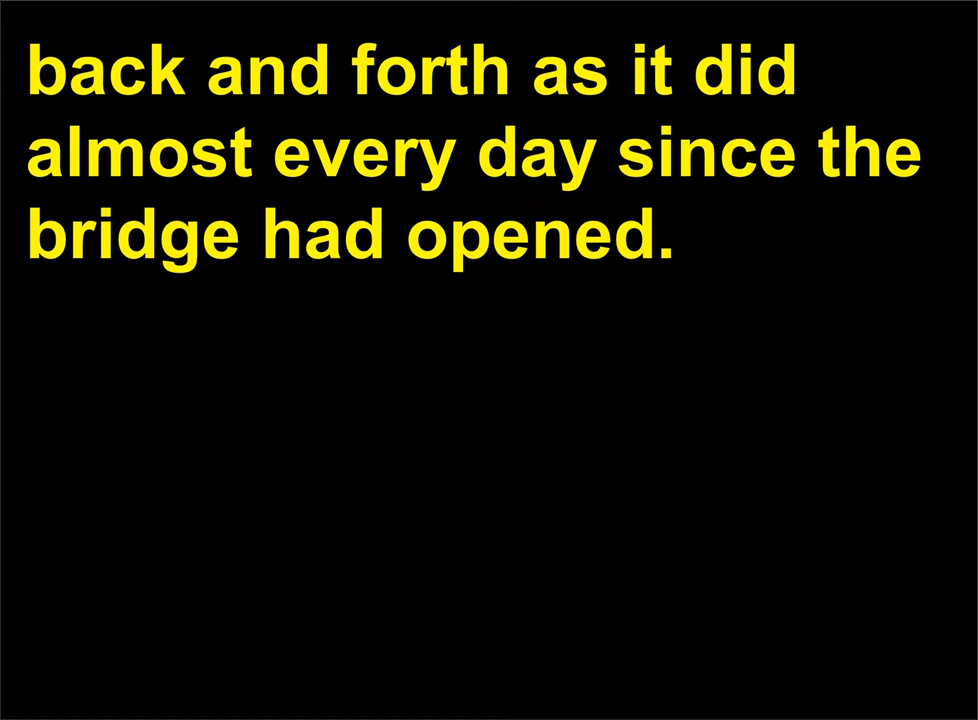 back and forth as it did
almost every day since the
bridge had opened.